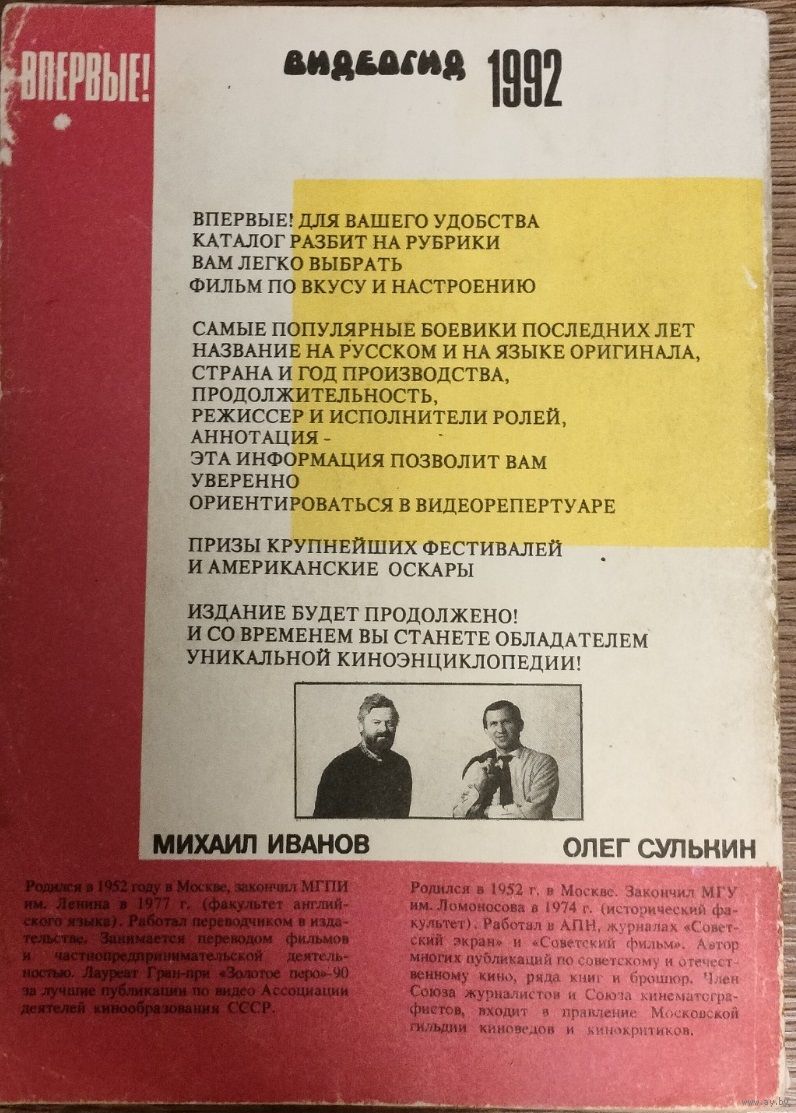 ВПЕРВЫЕ!
ВИДЕОГИД 1992
ВПЕРВЫЕ! ДЛЯ ВАШЕГО УДОБСТВА
КАТАЛОГ РАЗБИТ НА РУБРИКИ
ВАМ ЛЕГКО ВЫБРАТЬ
ФИЛЬМ ПО ВКУСУ И НАСТРОЕНИЮ
САМЫЕ ПОПУЛЯРНЫЕ БОЕВИКИ ПОСЛЕДНИХ ЛЕТ
НАЗВАНИЕ НА РУССКОМ И НА ЯЗЫКЕ ОРИГИНАЛА,
СТРАНА И ГОД ПРОИЗВОДСТВА,
ПРОДОЛЖИТЕЛЬНОСТЬ,
РЕЖИССЕР И ИСПОЛНИТЕЛИ РОЛЕЙ,
АННОТАЦИЯ -
ЭТА ИНФОРМАЦИЯ ПОЗВОЛИТ ВАМ
УВЕРЕННО
ОРИЕНТИРОВАТЬСЯ В ВИДЕОРЕПЕРТУАРЕ
ПРИЗЫ КРУПНЕЙШИХ ФЕСТИВАЛЕЙ
И АМЕРИКАНСКИЕ ОСКАРЫ
ИЗДАНИЕ БУДЕТ ПРОДОЛЖЕНО!
И СО ВРЕМЕНЕМ ВЫ СТАНЕТЕ ОБЛАДАТЕЛЕМ
УНИКАЛЬНОЙ КИНОЭНЦИКЛОПЕДИИ!
МИХАИЛ ИВАНОВ
Родился в 1952 году в Москве, закончил МГПИ
им. Ленина в 1977 г. (факультет англий-
ского языка). Работал переводчиком в изда-
тельстве. Занимается переводом фильмов
и частнопредпринимательской деятель-
ностью. Лауреат Гран-при «Золотое перо»-90
за лучшие публикации по видео Ассоциации
деятелей кинообразования СССР.
ОЛЕГ СУЛЬКИН
Родился в 1952 г. в Москве. Закончил МГУ
им. Ломоносова в 1974 г. (исторический фа-
культет). Работал в АПН, журналах «Совет-
ский экран» и «Советский фильм». Автор
многих публикаций по советскому и отечест-
венному кино, ряда книг и брошюр. Член
Союза журналистов и Союза кинематогра-
фистов, входит в правление Московской
гильдии киноведов и кинокритиков.
www.ay.by